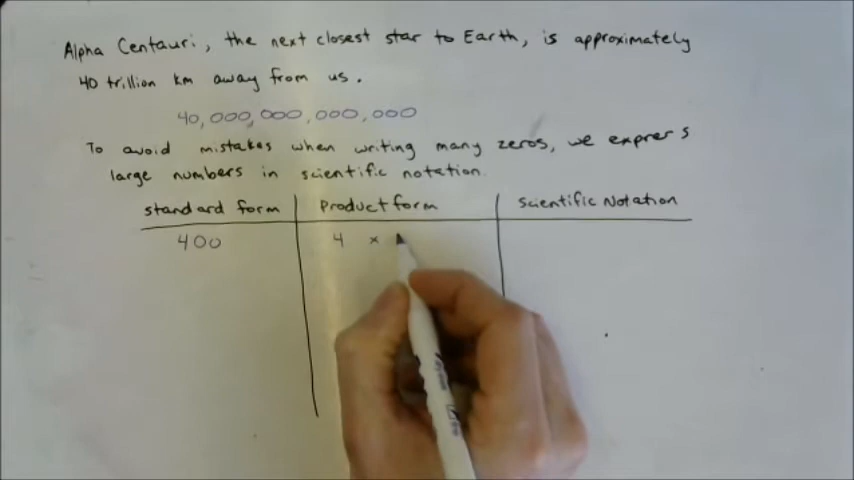 Alpha Centauri, the next closest star to Earth, is approximately
40 trillion km away from us.
40,000,000,000,000
To avoid mistakes when writing many zeros, we express
large numbers in scientific notation.
standard form Product form Scientific Notation
400 4 x